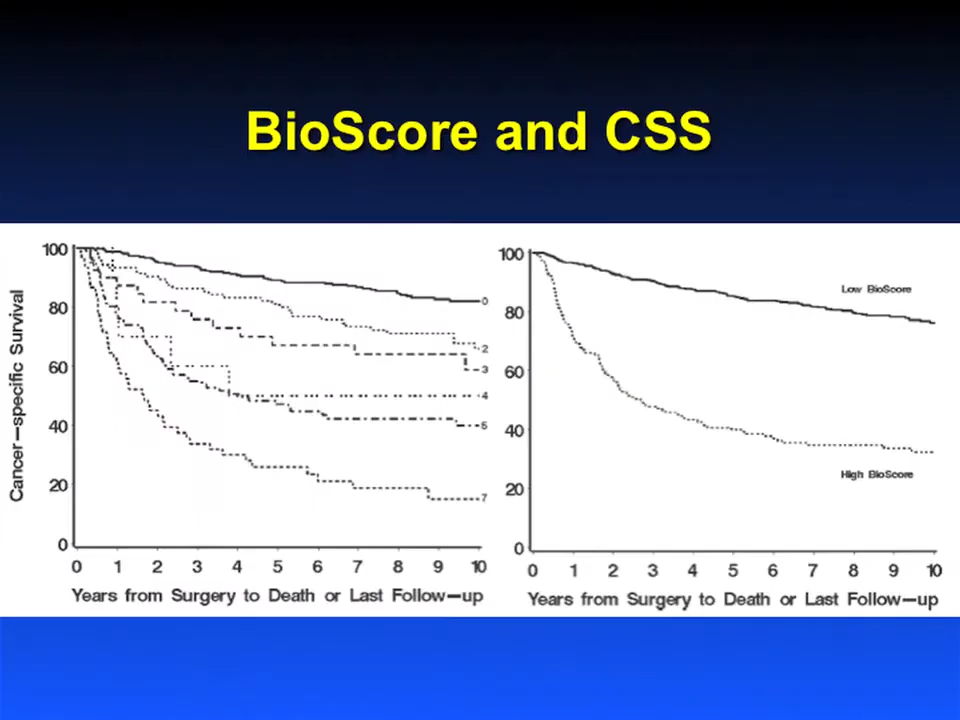 BioScore and CSS
Cancer-specific Survival
100
80
60
40
20
0
0
2
3
4
5
7
0 1 2 3 4 5 6 7 8 9 10
Years from Surgery to Death or Last Follow-up
100
80
60
40
20
0
Low BioScore
High BioScore
0 1 2 3 4 5 6 7 8 9 10
Years from Surgery to Death or Last Follow-up